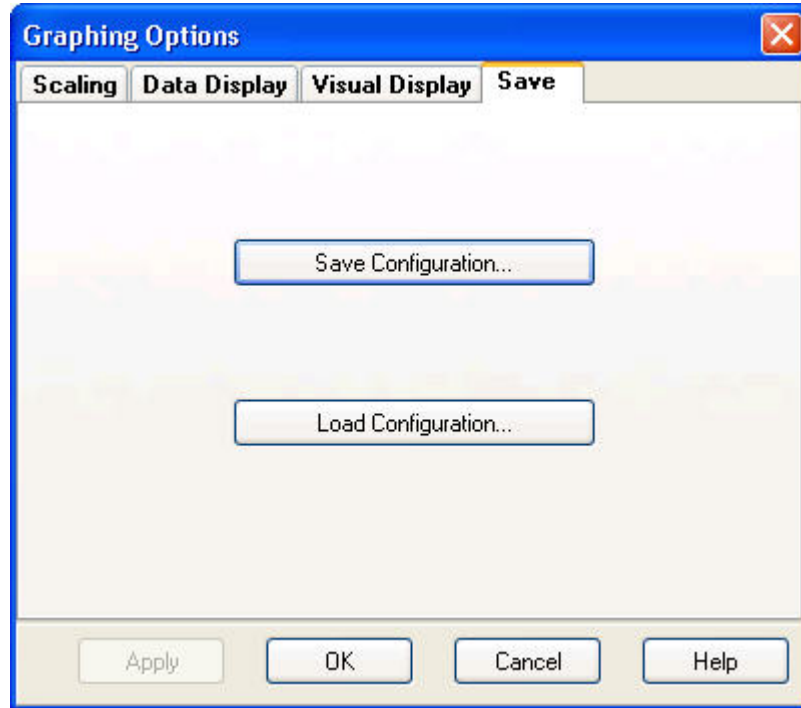 Graphing Options
Scaling Data Display Visual Display Save
Save Configuration...
Load Configuration...
Apply OK Cancel Help